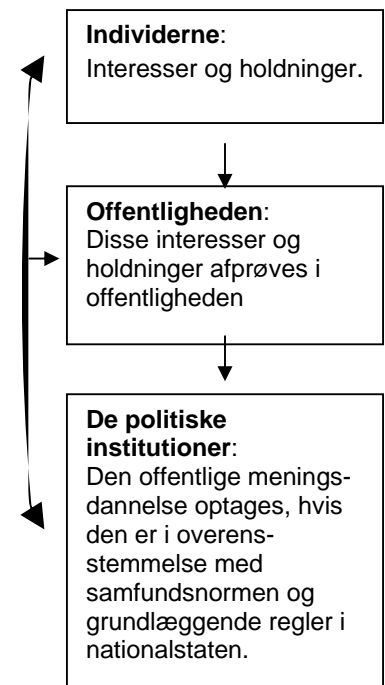 Individerne:
Interesser og holdninger.
Offentligheden:
Disse interesser og
holdninger afprøves i
offentligheden
De politiske
institutioner:
Den offentlige menings-
dannelse optages, hvis
den er i overens-
stemmelse med
samfundsnormen og
grundlæggende regler i
nationalstaten.